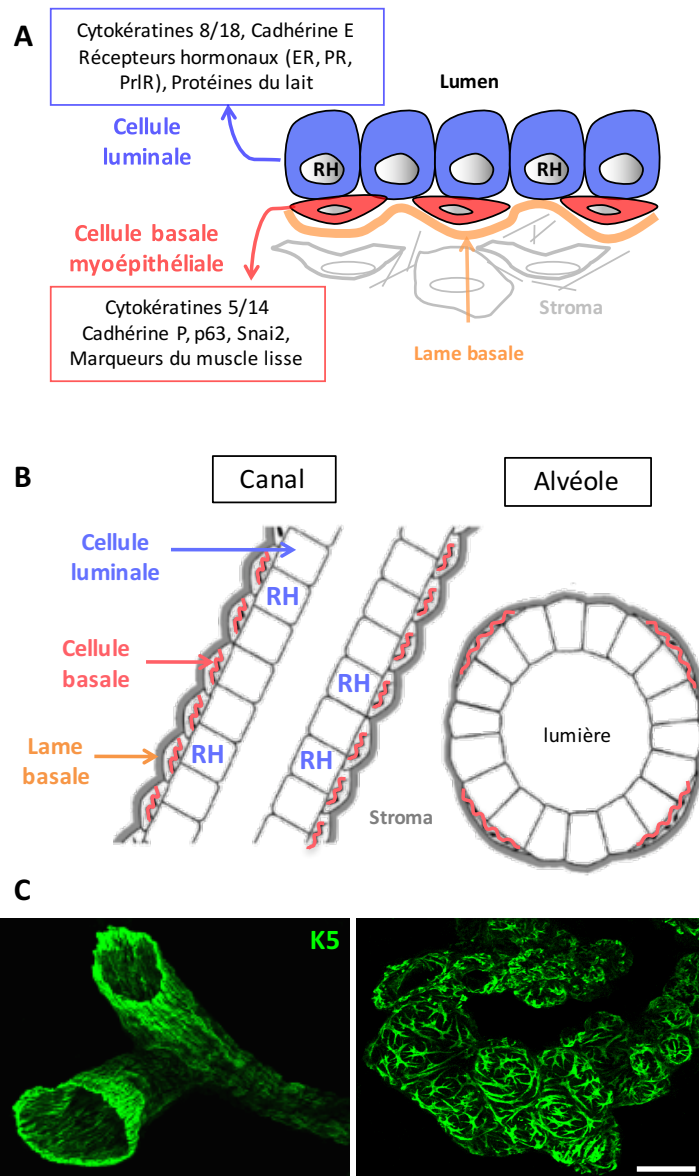 A
Cytokératines 8/18, Cadhérine E
Récepteurs hormonaux (ER, PR,
PrlR), Protéines du lait
Lumen
Cellule
luminale
RH
RH
Cellule basale
myoépithéliale
Cytokératines 5/14
Cadhérine P, p63, Snai2,
Marqueurs du muscle lisse
Stroma
Lame basale
B
Canal
Alvéole
Cellule
luminale
RH
Cellule
basale
RH
Lame
basale
RH
RH
lumière
Stroma
C
K5